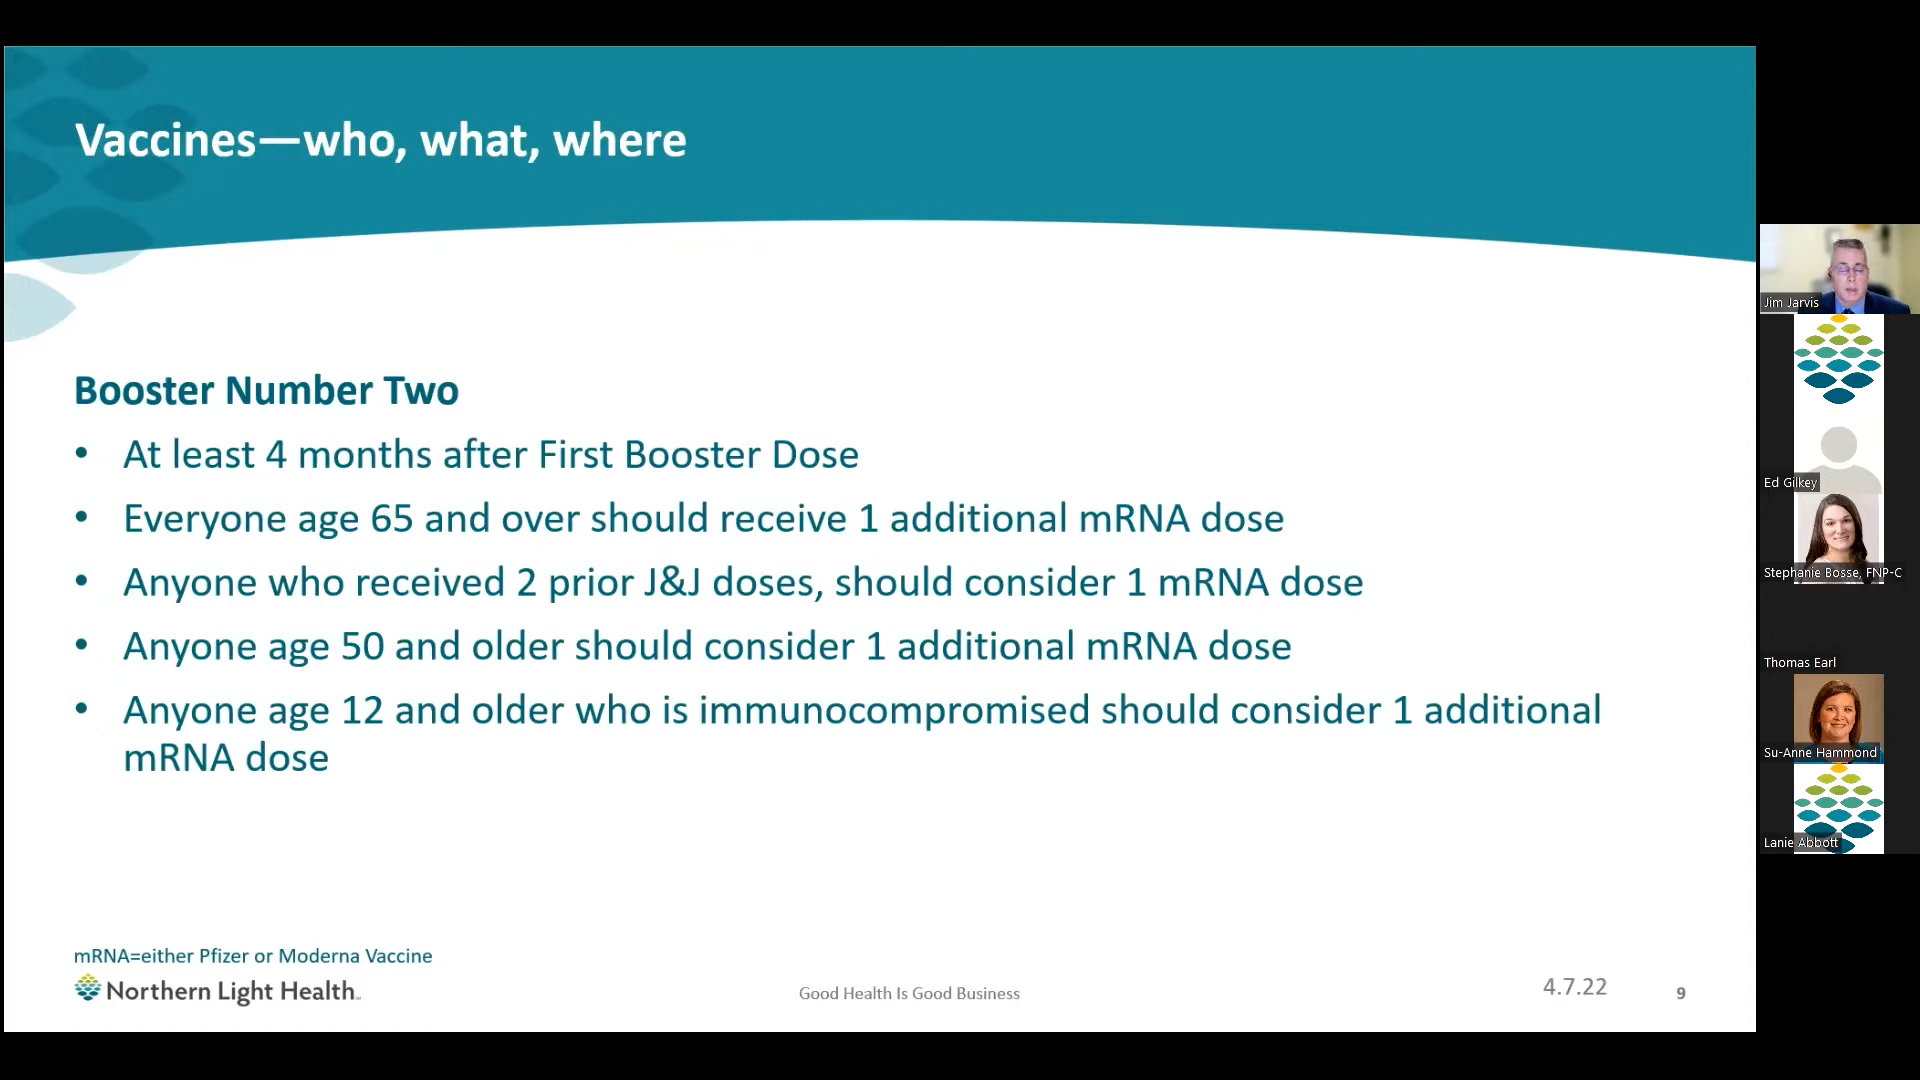 Vaccines—who, what, where
Booster Number Two
• At least 4 months after First Booster Dose
• Everyone age 65 and over should receive 1 additional mRNA dose
• Anyone who received 2 prior J&J doses, should consider 1 mRNA dose
• Anyone age 50 and older should consider 1 additional mRNA dose
• Anyone age 12 and older who is immunocompromised should consider 1 additional
mRNA dose
mRNA=either Pfizer or Moderna Vaccine
Northern Light Health
Good Health Is Good Business
4.7.22
9
Jim Jarvis
Ed Gilkey
Stephanie Bosse, FNP-C
Thomas Earl
Su-Anne Hammond
Lanie Abbott